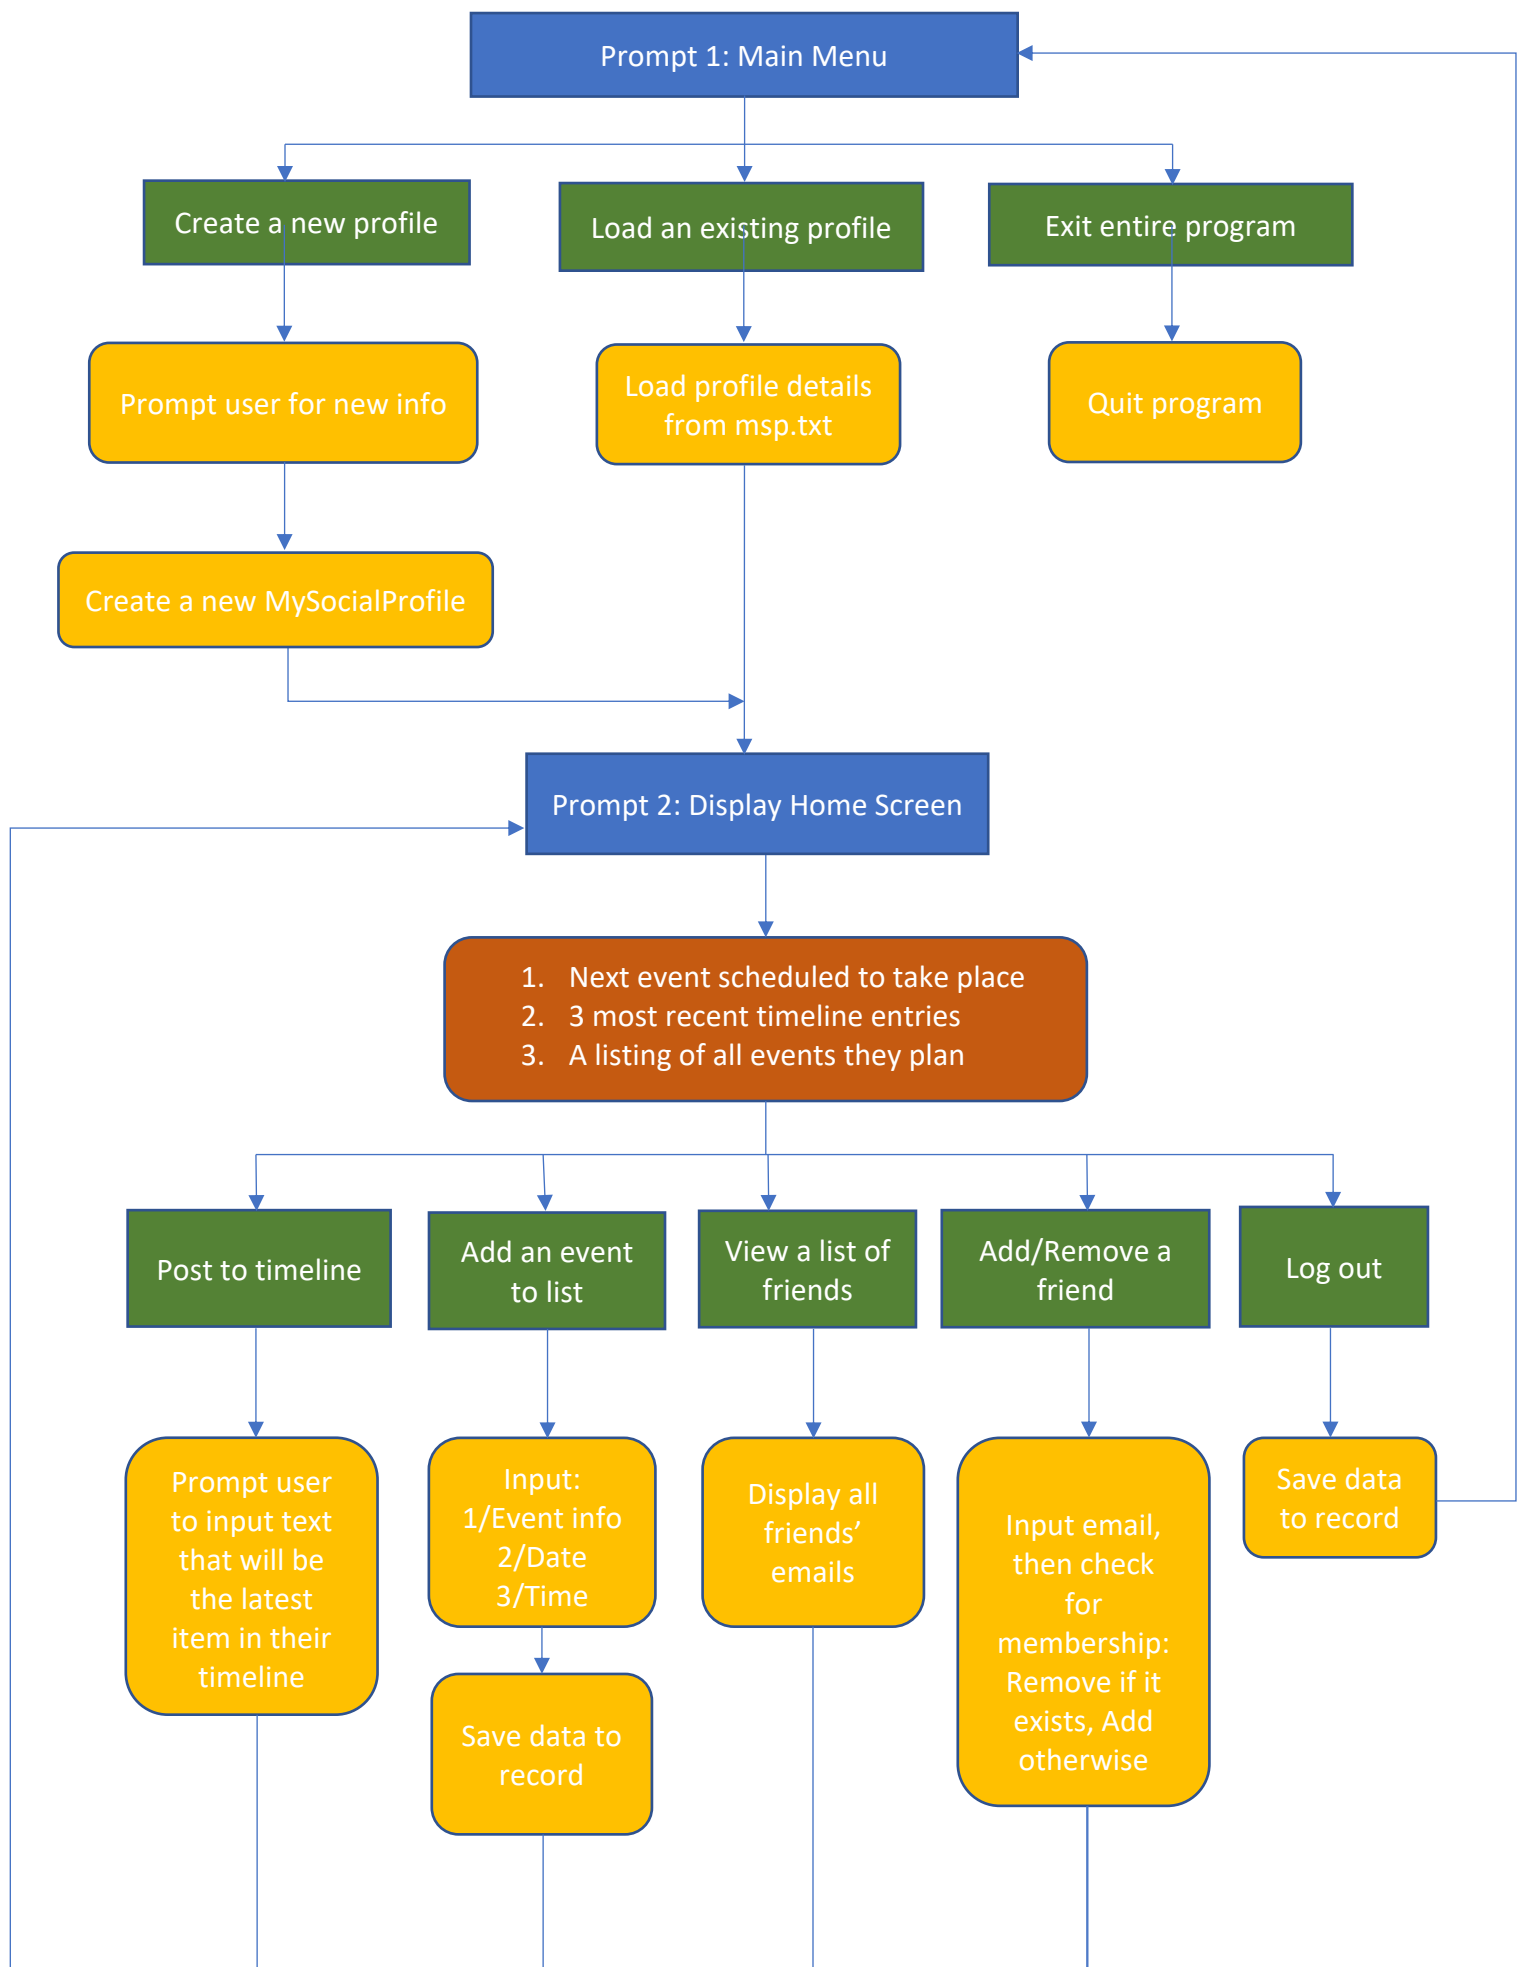 Prompt 1: Main Menu
Create a new profile
Load an existing profile
Exit entire program
Prompt user for new info
Load profile details
from msp.txt
Quit program
Create a new MySocialProfile
Prompt 2: Display Home Screen
1. Next event scheduled to take place
2. 3 most recent timeline entries
3. A listing of all events they plan
Post to timeline
Add an event
to list
View a list of
friends
Add/Remove a
friend
Log out
Prompt user
to input text
that will be
the latest
item in their
timeline
Input:
1/Event info
2/Date
3/Time
Save data to
record
Display all
friends’
emails
Input email,
then check
for
membership:
Remove if it
exists, Add
otherwise
Save data
to record